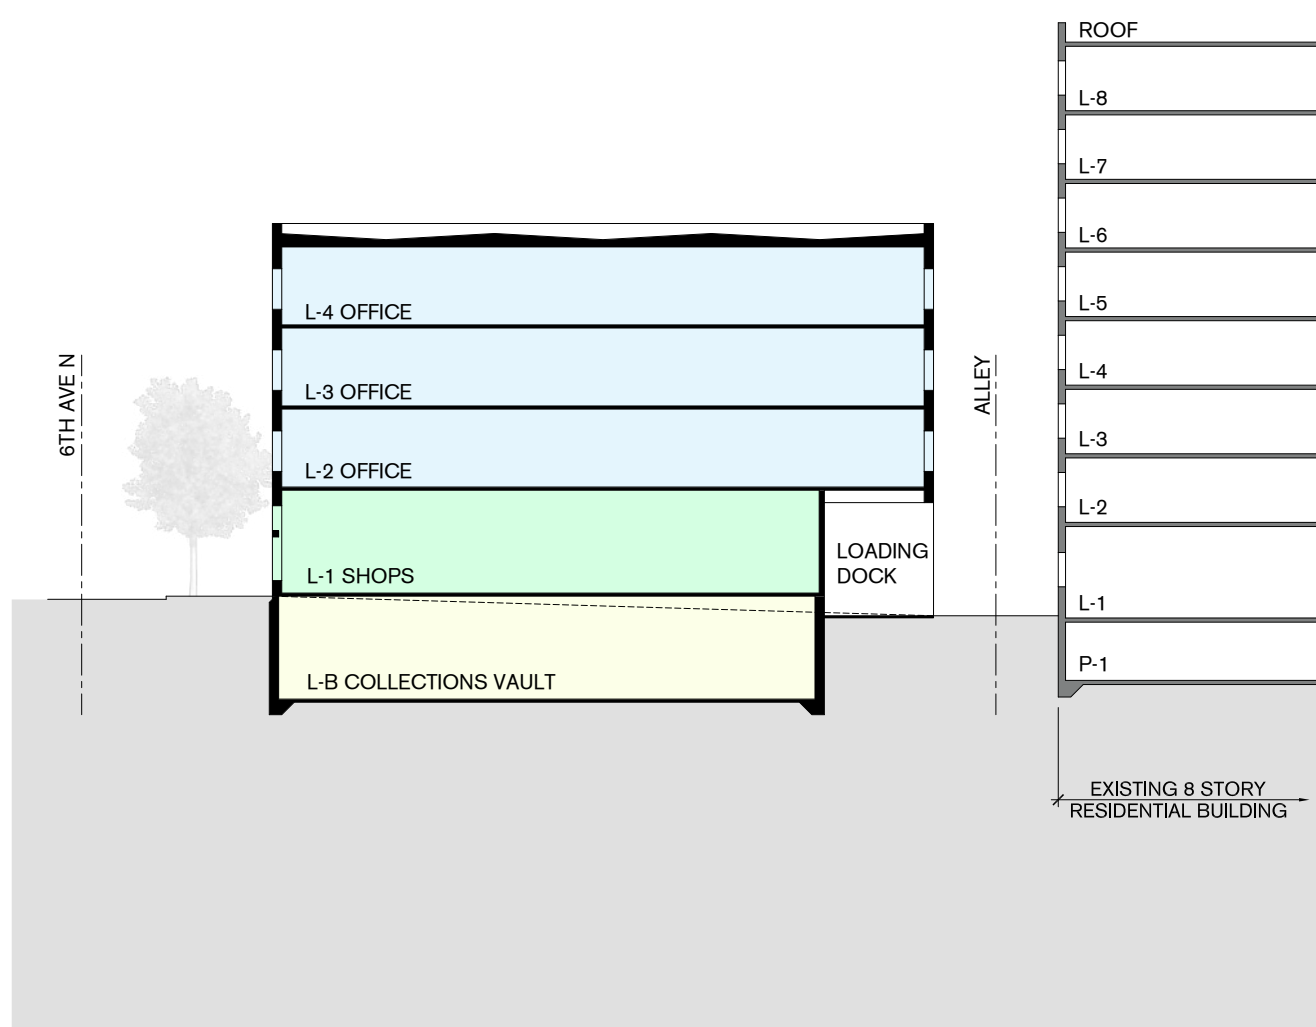 6TH AVE N
L-4 OFFICE
L-3 OFFICE
L-2 OFFICE
L-1 SHOPS
L-B COLLECTIONS VAULT
LOADING
DOCK
ALLEY
ROOF
L-8
L-7
L-6
L-5
L-4
L-3
L-2
L-1
P-1
EXISTING 8 STORY
RESIDENTIAL BUILDING